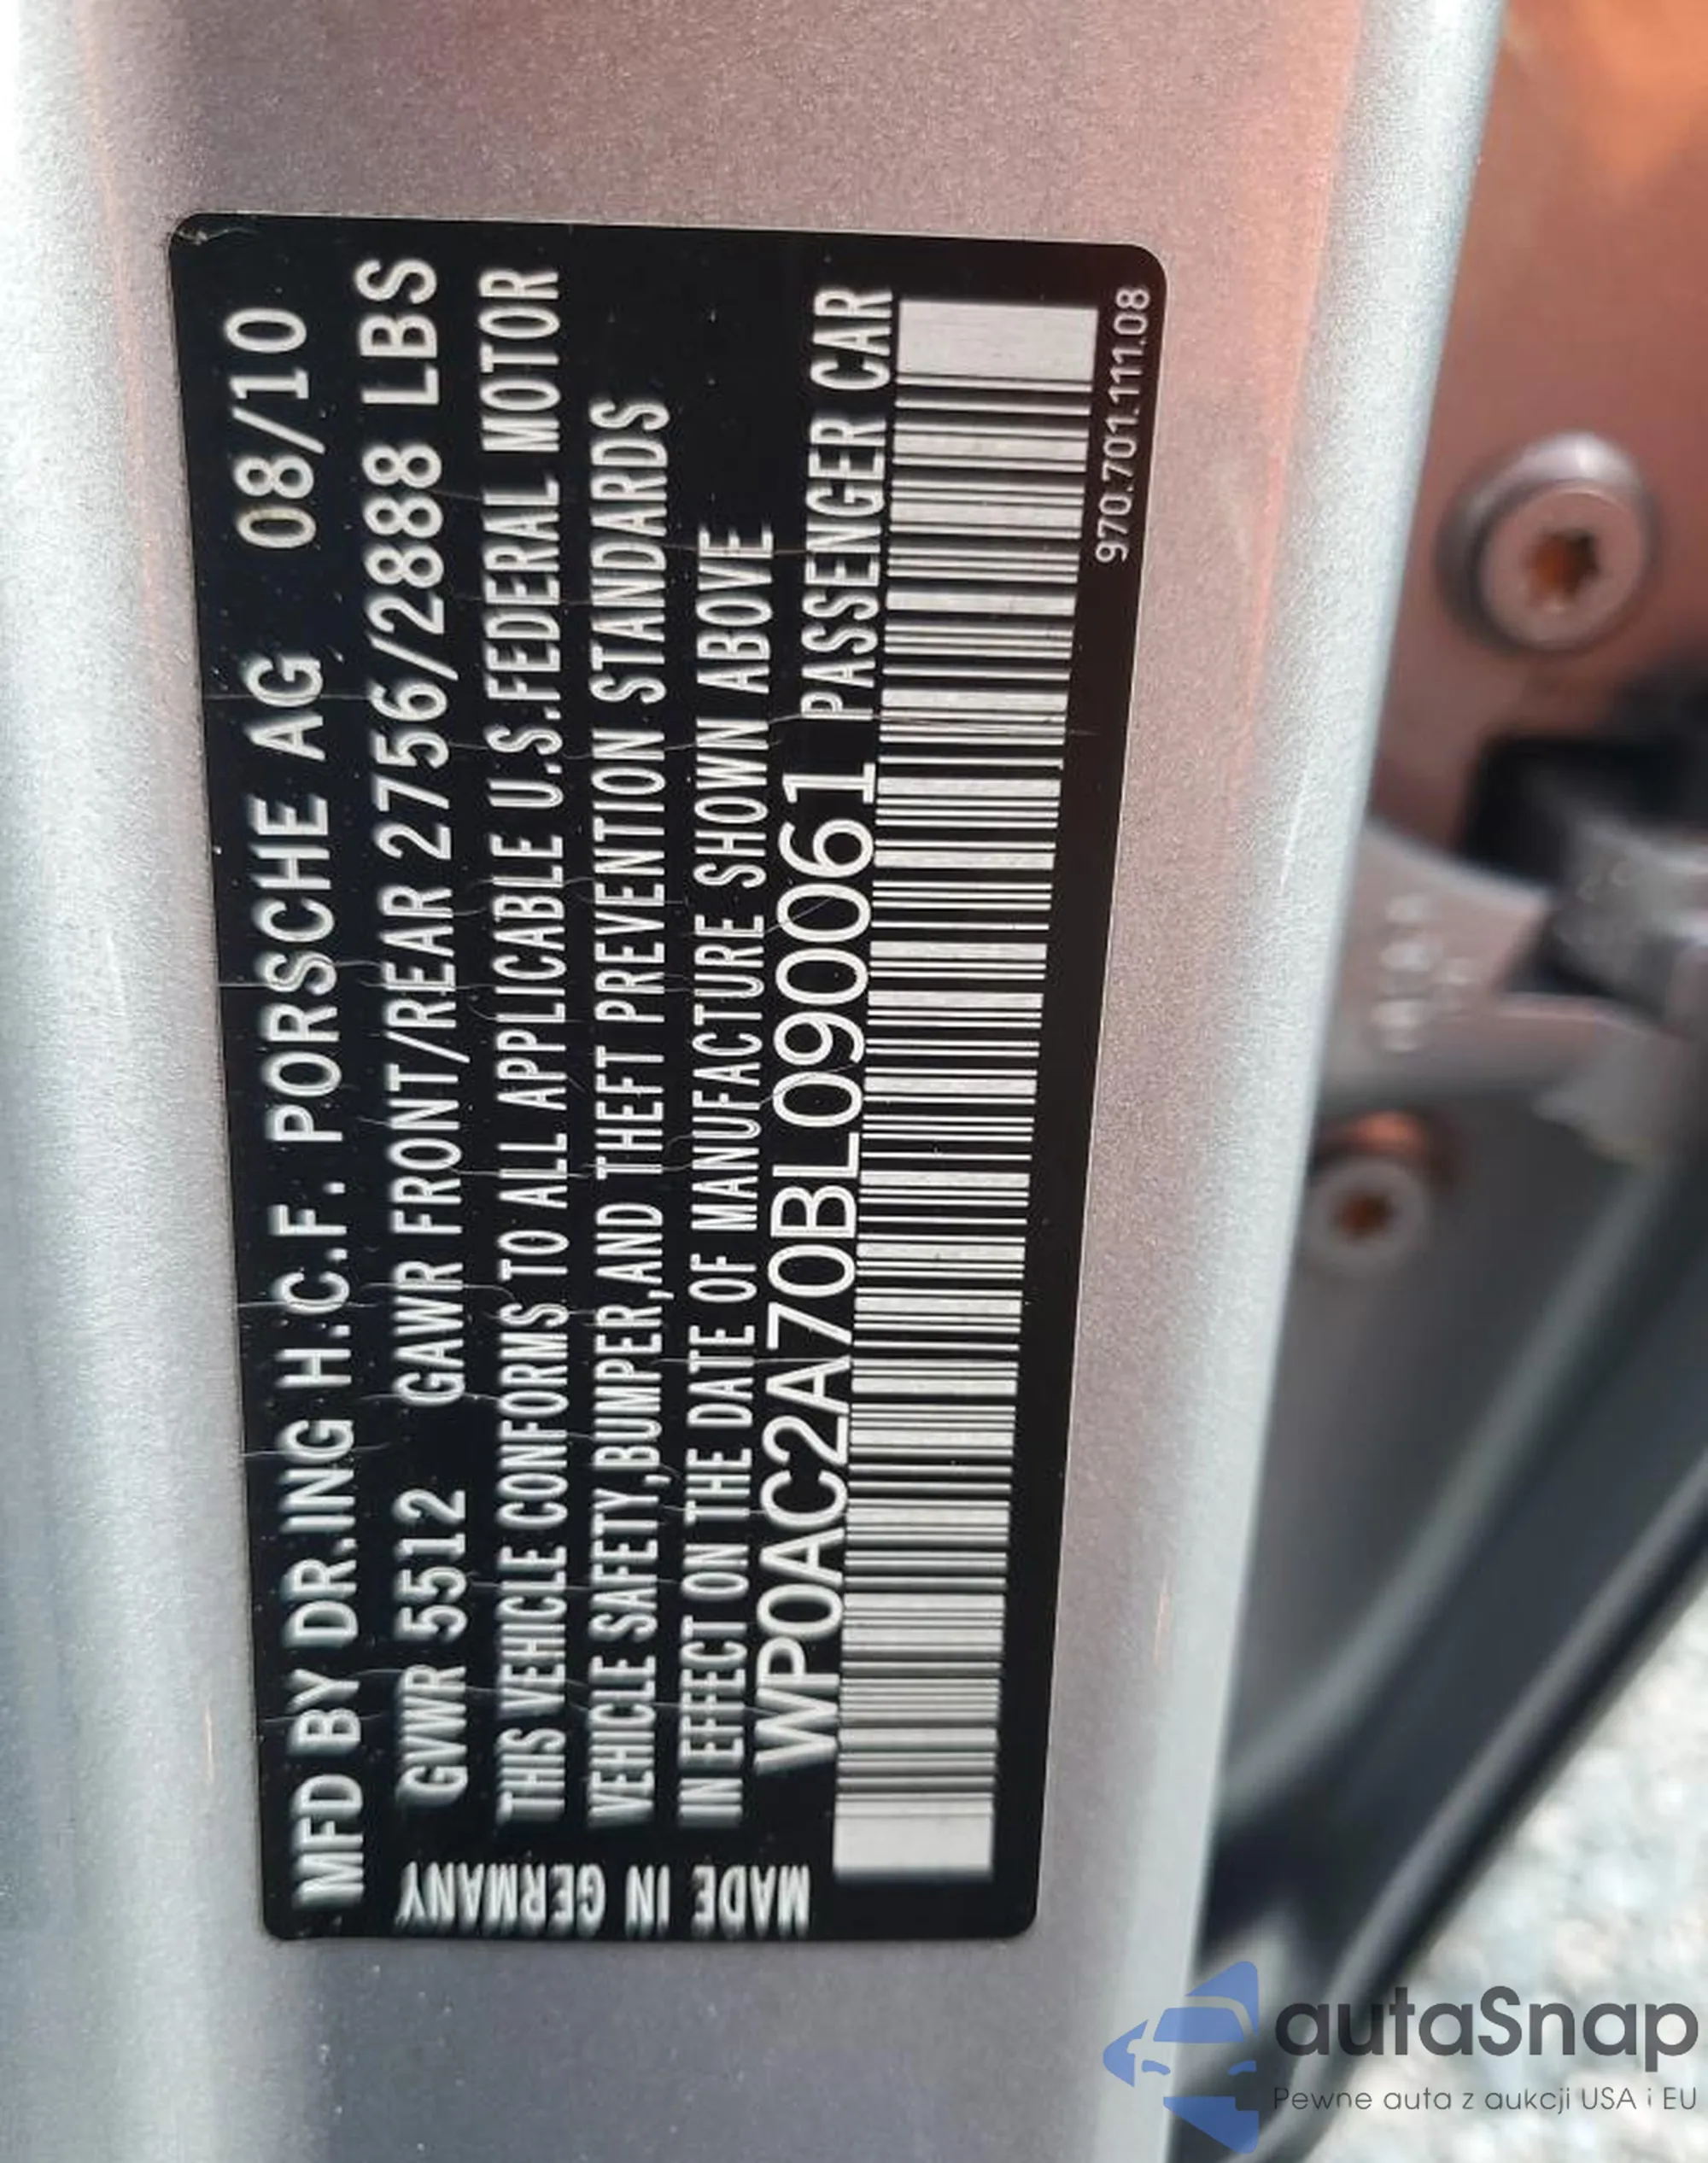 MFD BY DR.ING H.C.F. PORSCHE AG 08/10
GVWR 5512 GAWR FRONT/REAR 2756/2888 LBS
THIS VEHICLE CONFORMS TO ALL APPLICABLE U.S.FEDERAL MOTOR
VEHICLE SAFETY,BUMPER,AND THEFT PREVENTION STANDARDS
IN EFFECT ON THE DATE OF MANUFACTURE SHOWN ABOVE
WP0AC2A70BL090061 PASSENGER CAR
970.701.111.08
MADE IN GERMANY
autaSnap
Pewne auta z aukcji USA i EU